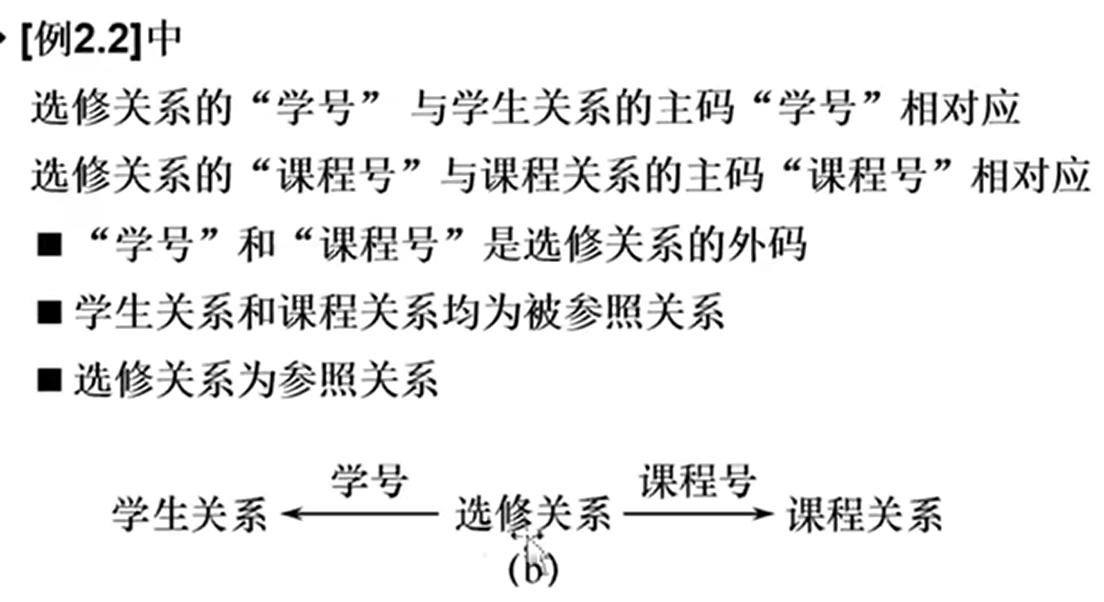 [例2.2]中
选修关系的“学号” 与学生关系的主码“学号”相对应
选修关系的“课程号”与课程关系的主码“课程号”相对应
■ “学号”和“课程号”是选修关系的外码
■ 学生关系和课程关系均为被参照关系
■ 选修关系为参照关系
学号 课程号
学生关系 选修关系 课程关系
(b)